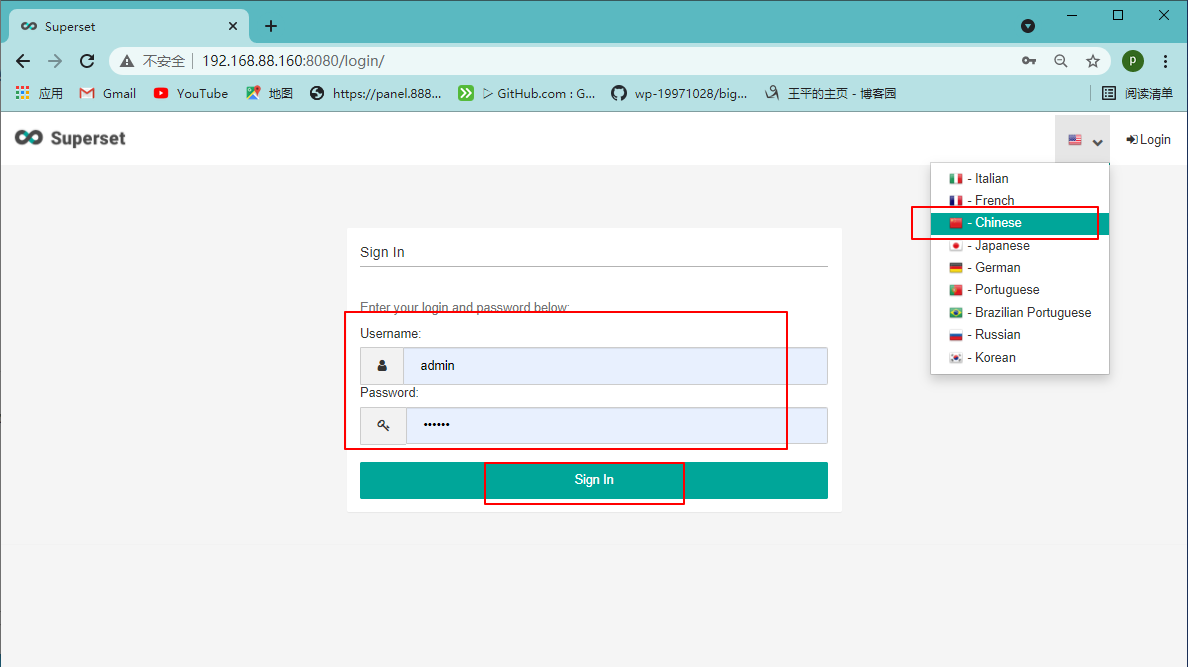 Superset
不安全 192.168.88.160:8080/login/
P
应用 Gmail YouTube 地图 https://panel.888... ▷ GitHub.com : G... wp-19971028/big... 王平的主页 - 博客园 阅读清单
Superset
Login
- Italian
- French
- Chinese
- Japanese
- German
- Portuguese
- Brazilian Portuguese
- Russian
- Korean
Sign In
Enter your login and password below:
Username:
admin
Password:
••••••
Sign In